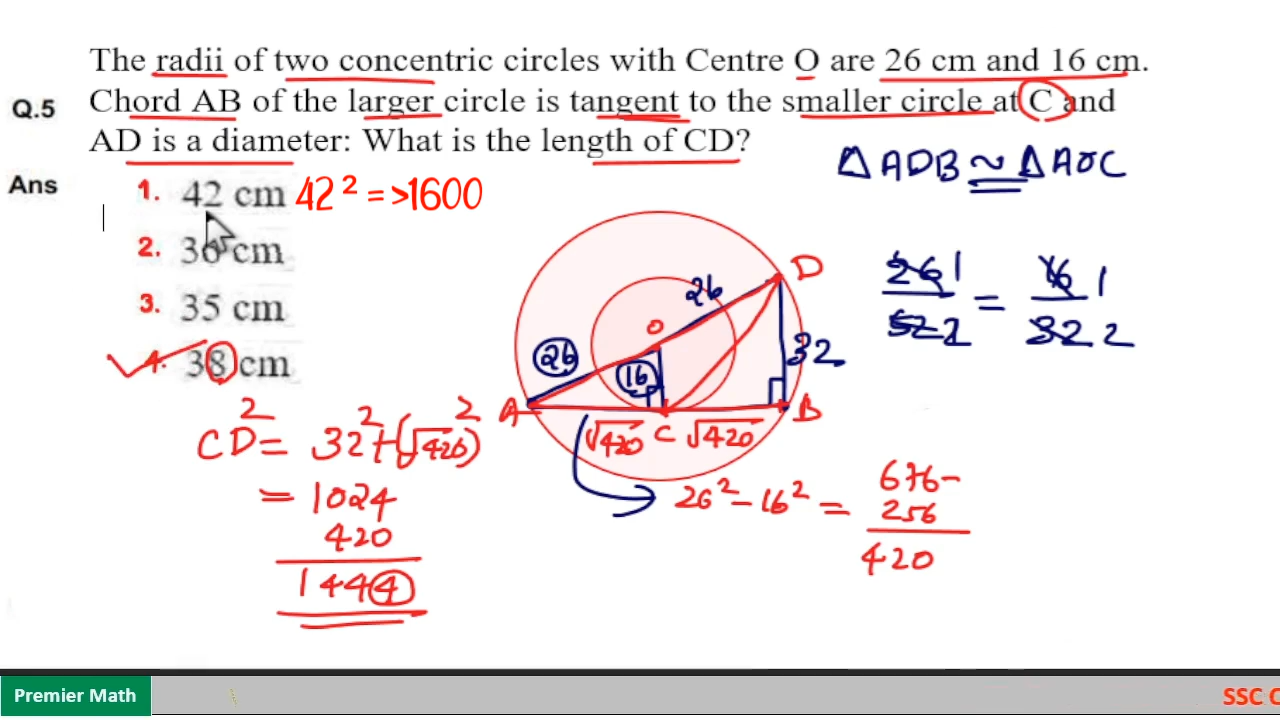 The radii of two concentric circles with Centre O are 26 cm and 16 cm.
Q.5
Chord AB of the larger circle is tangent to the smaller circle at C and
AD is a diameter: What is the length of CD?
Ans
1. 42 cm 42² =>1600
2. 36 cm
3. 35 cm
4. 38 cm
△ADB ≃ △AOC
26 1 / 52 2 = 16 1 / 32 2
D
26
O
26
16
32
A
√420 C √420
B
CD² = 32² + (√420)²
= 1024
420
1444
26² - 16² = 676-
256
420
Premier Math
SSC C